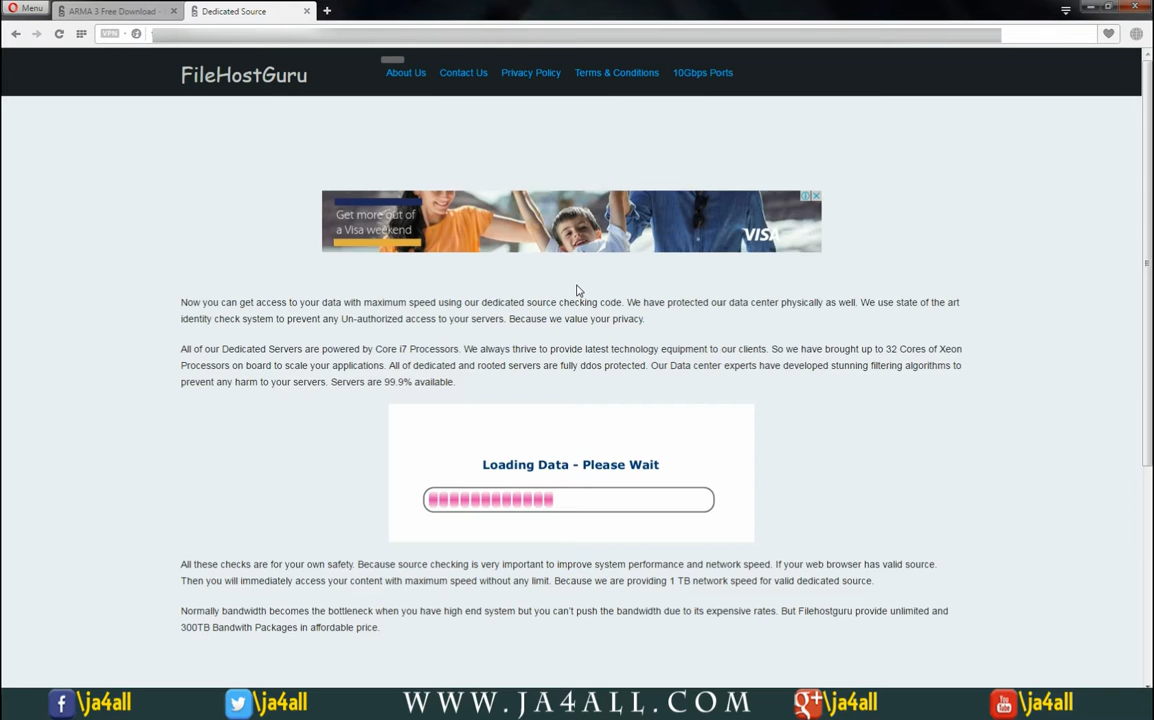 Menu
ARMA 3 Free Download -
Dedicated Source
VPN
FileHostGuru
About Us
Contact Us
Privacy Policy
Terms & Conditions
10Gbps Ports
Get more out of
a Visa weekend
VISA
Now you can get access to your data with maximum speed using our dedicated source checking code. We have protected our data center physically as well. We use state of the art
identity check system to prevent any Un-authorized access to your servers. Because we value your privacy.
All of our Dedicated Servers are powered by Core i7 Processors. We always thrive to provide latest technology equipment to our clients. So we have brought up to 32 Cores of Xeon
Processors on board to scale your applications. All of dedicated and rooted servers are fully ddos protected. Our Data center experts have developed stunning filtering algorithms to
prevent any harm to your servers. Servers are 99.9% available.
Loading Data - Please Wait
All these checks are for your own safety. Because source checking is very important to improve system performance and network speed. If your web browser has valid source.
Then you will immediately access your content with maximum speed without any limit. Because we are providing 1 TB network speed for valid dedicated source.
Normally bandwidth becomes the bottleneck when you have high end system but you can't push the bandwidth due to its expensive rates. But Filehostguru provide unlimited and
300TB Bandwith Packages in affordable price.
f \ja4all
\ja4all
WWW.JA4ALL.COM
g+ \ja4all
You Tube \ja4all